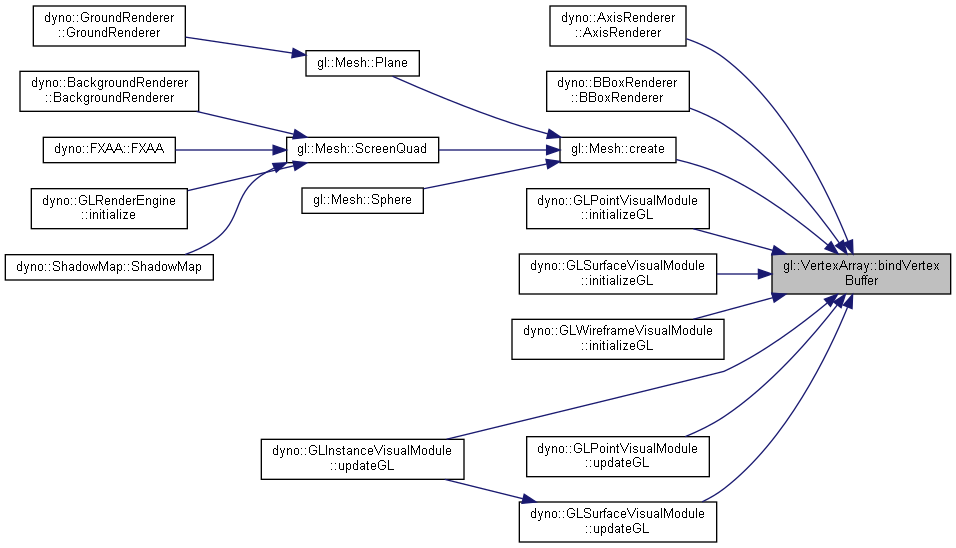 dyno::GroundRenderer
::GroundRenderer
dyno::AxisRenderer
::AxisRenderer
gl::Mesh::Plane
dyno::BackgroundRenderer
::BackgroundRenderer
dyno::BBoxRenderer
::BBoxRenderer
dyno::FXAA::FXAA
gl::Mesh::ScreenQuad
gl::Mesh::create
dyno::GLRenderEngine
::initialize
gl::Mesh::Sphere
dyno::GLPointVisualModule
::initializeGL
dyno::ShadowMap::ShadowMap
dyno::GLSurfaceVisualModule
::initializeGL
gl::VertexArray::bindVertex
Buffer
dyno::GLWireframeVisualModule
::initializeGL
dyno::GLInstanceVisualModule
::updateGL
dyno::GLPointVisualModule
::updateGL
dyno::GLSurfaceVisualModule
::updateGL